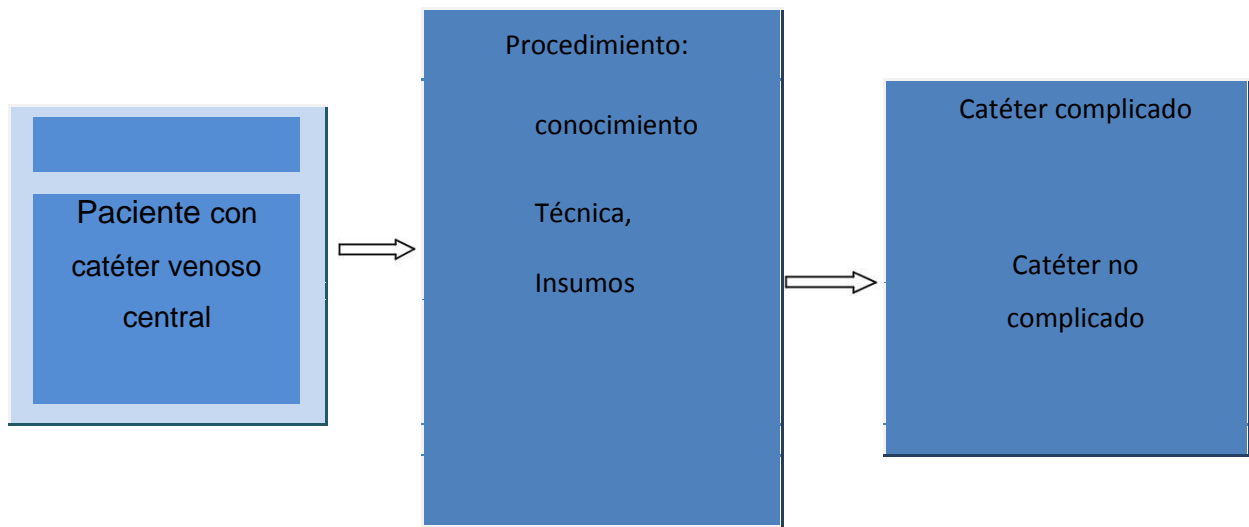 Paciente con
catéter venoso
central
Procedimiento:
conocimiento
Técnica,
Insumos
Catéter complicado
Catéter no
complicado